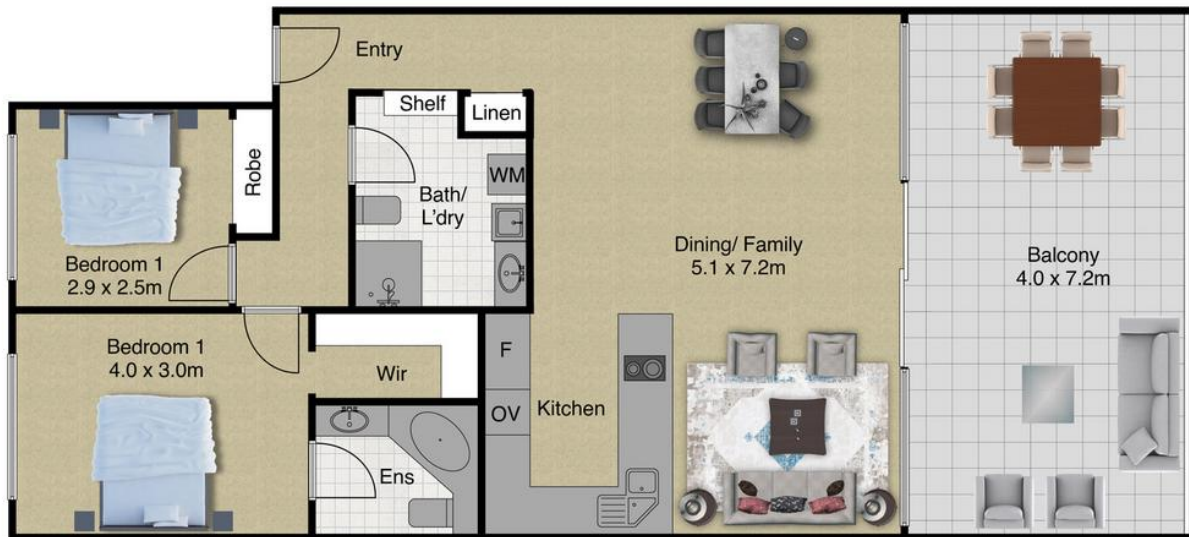 Entry
Shelf
Linen
Robe
WM
Bath/
L'dry
Bedroom 1
2.9 x 2.5m
Dining/ Family
5.1 x 7.2m
Balcony
4.0 x 7.2m
Bedroom 1
4.0 x 3.0m
Wir
F
OV
Kitchen
Ens